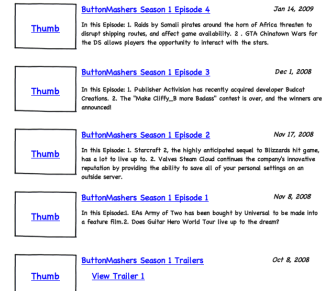 Thumb
ButtonMashers Season 1 Episode 4
Jan 14, 2009
In this Episode: 1. Raids by Somali pirates around the horn of Africa threaten to
disrupt shipping routes, and effect game availability. 2 . GTA Chinatown Wars for
the DS allows players the opportunity to interact with the stars.
Thumb
ButtonMashers Season 1 Episode 3
Dec 1, 2008
In this Episode: 1. Publisher Activision has recently acquired developer Budcat
Creations. 2. The "Make Cliffy_B more Badass" contest is over, and the winners are
announced!
Thumb
ButtonMashers Season 1 Episode 2
Nov 17, 2008
In this Episode: 1. Starcraft 2, the highly anticipated sequel to Blizzards hit game,
has a lot to live up to. 2. Valves Steam Cloud continues the company's innovative
reputation by providing the ability to save all of your personal settings on an
outside server.
Thumb
ButtonMashers Season 1 Episode 1
Nov 8, 2008
In this Episode:1. EAs Army of Two has been bought by Universal to be made into
a feature film.2. Does Guitar Hero World Tour live up to the dream?
Thumb
ButtonMashers Season 1 Trailers
Oct 8, 2008
View Trailer 1